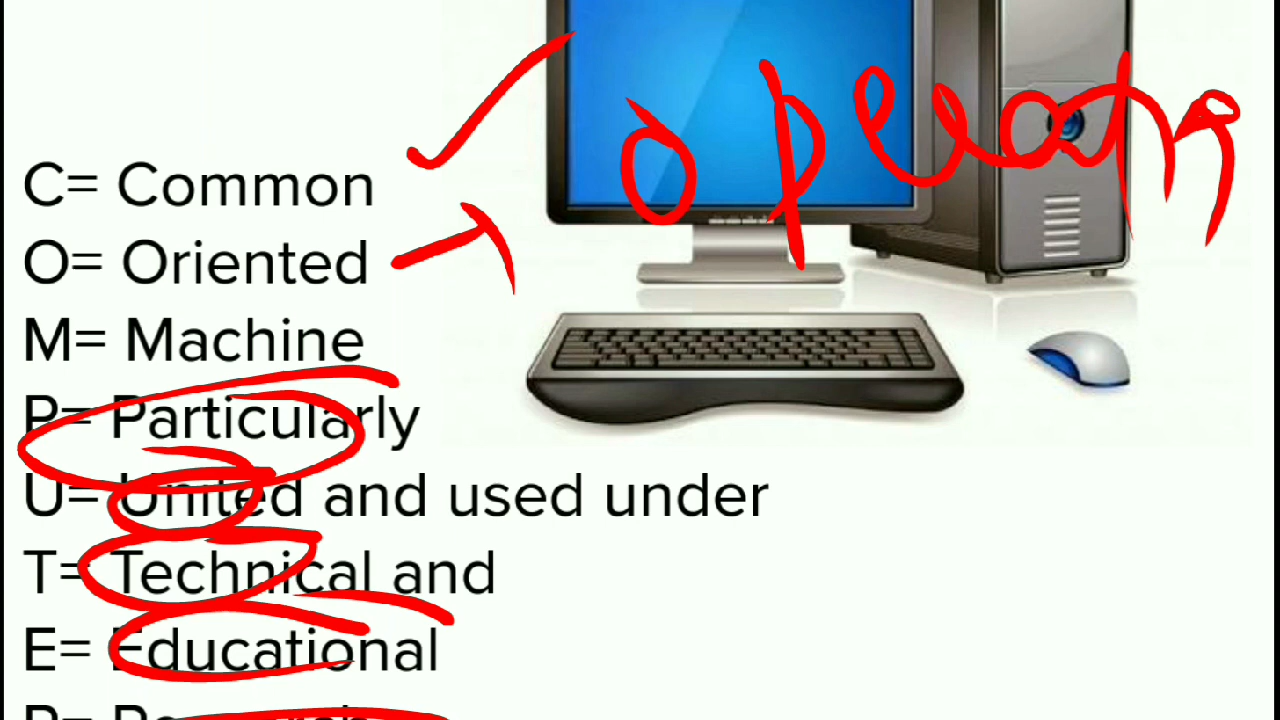 C= Common
O= Oriented
M= Machine
P= Particularly
U= United and used under
T= Technical and
E= Educational